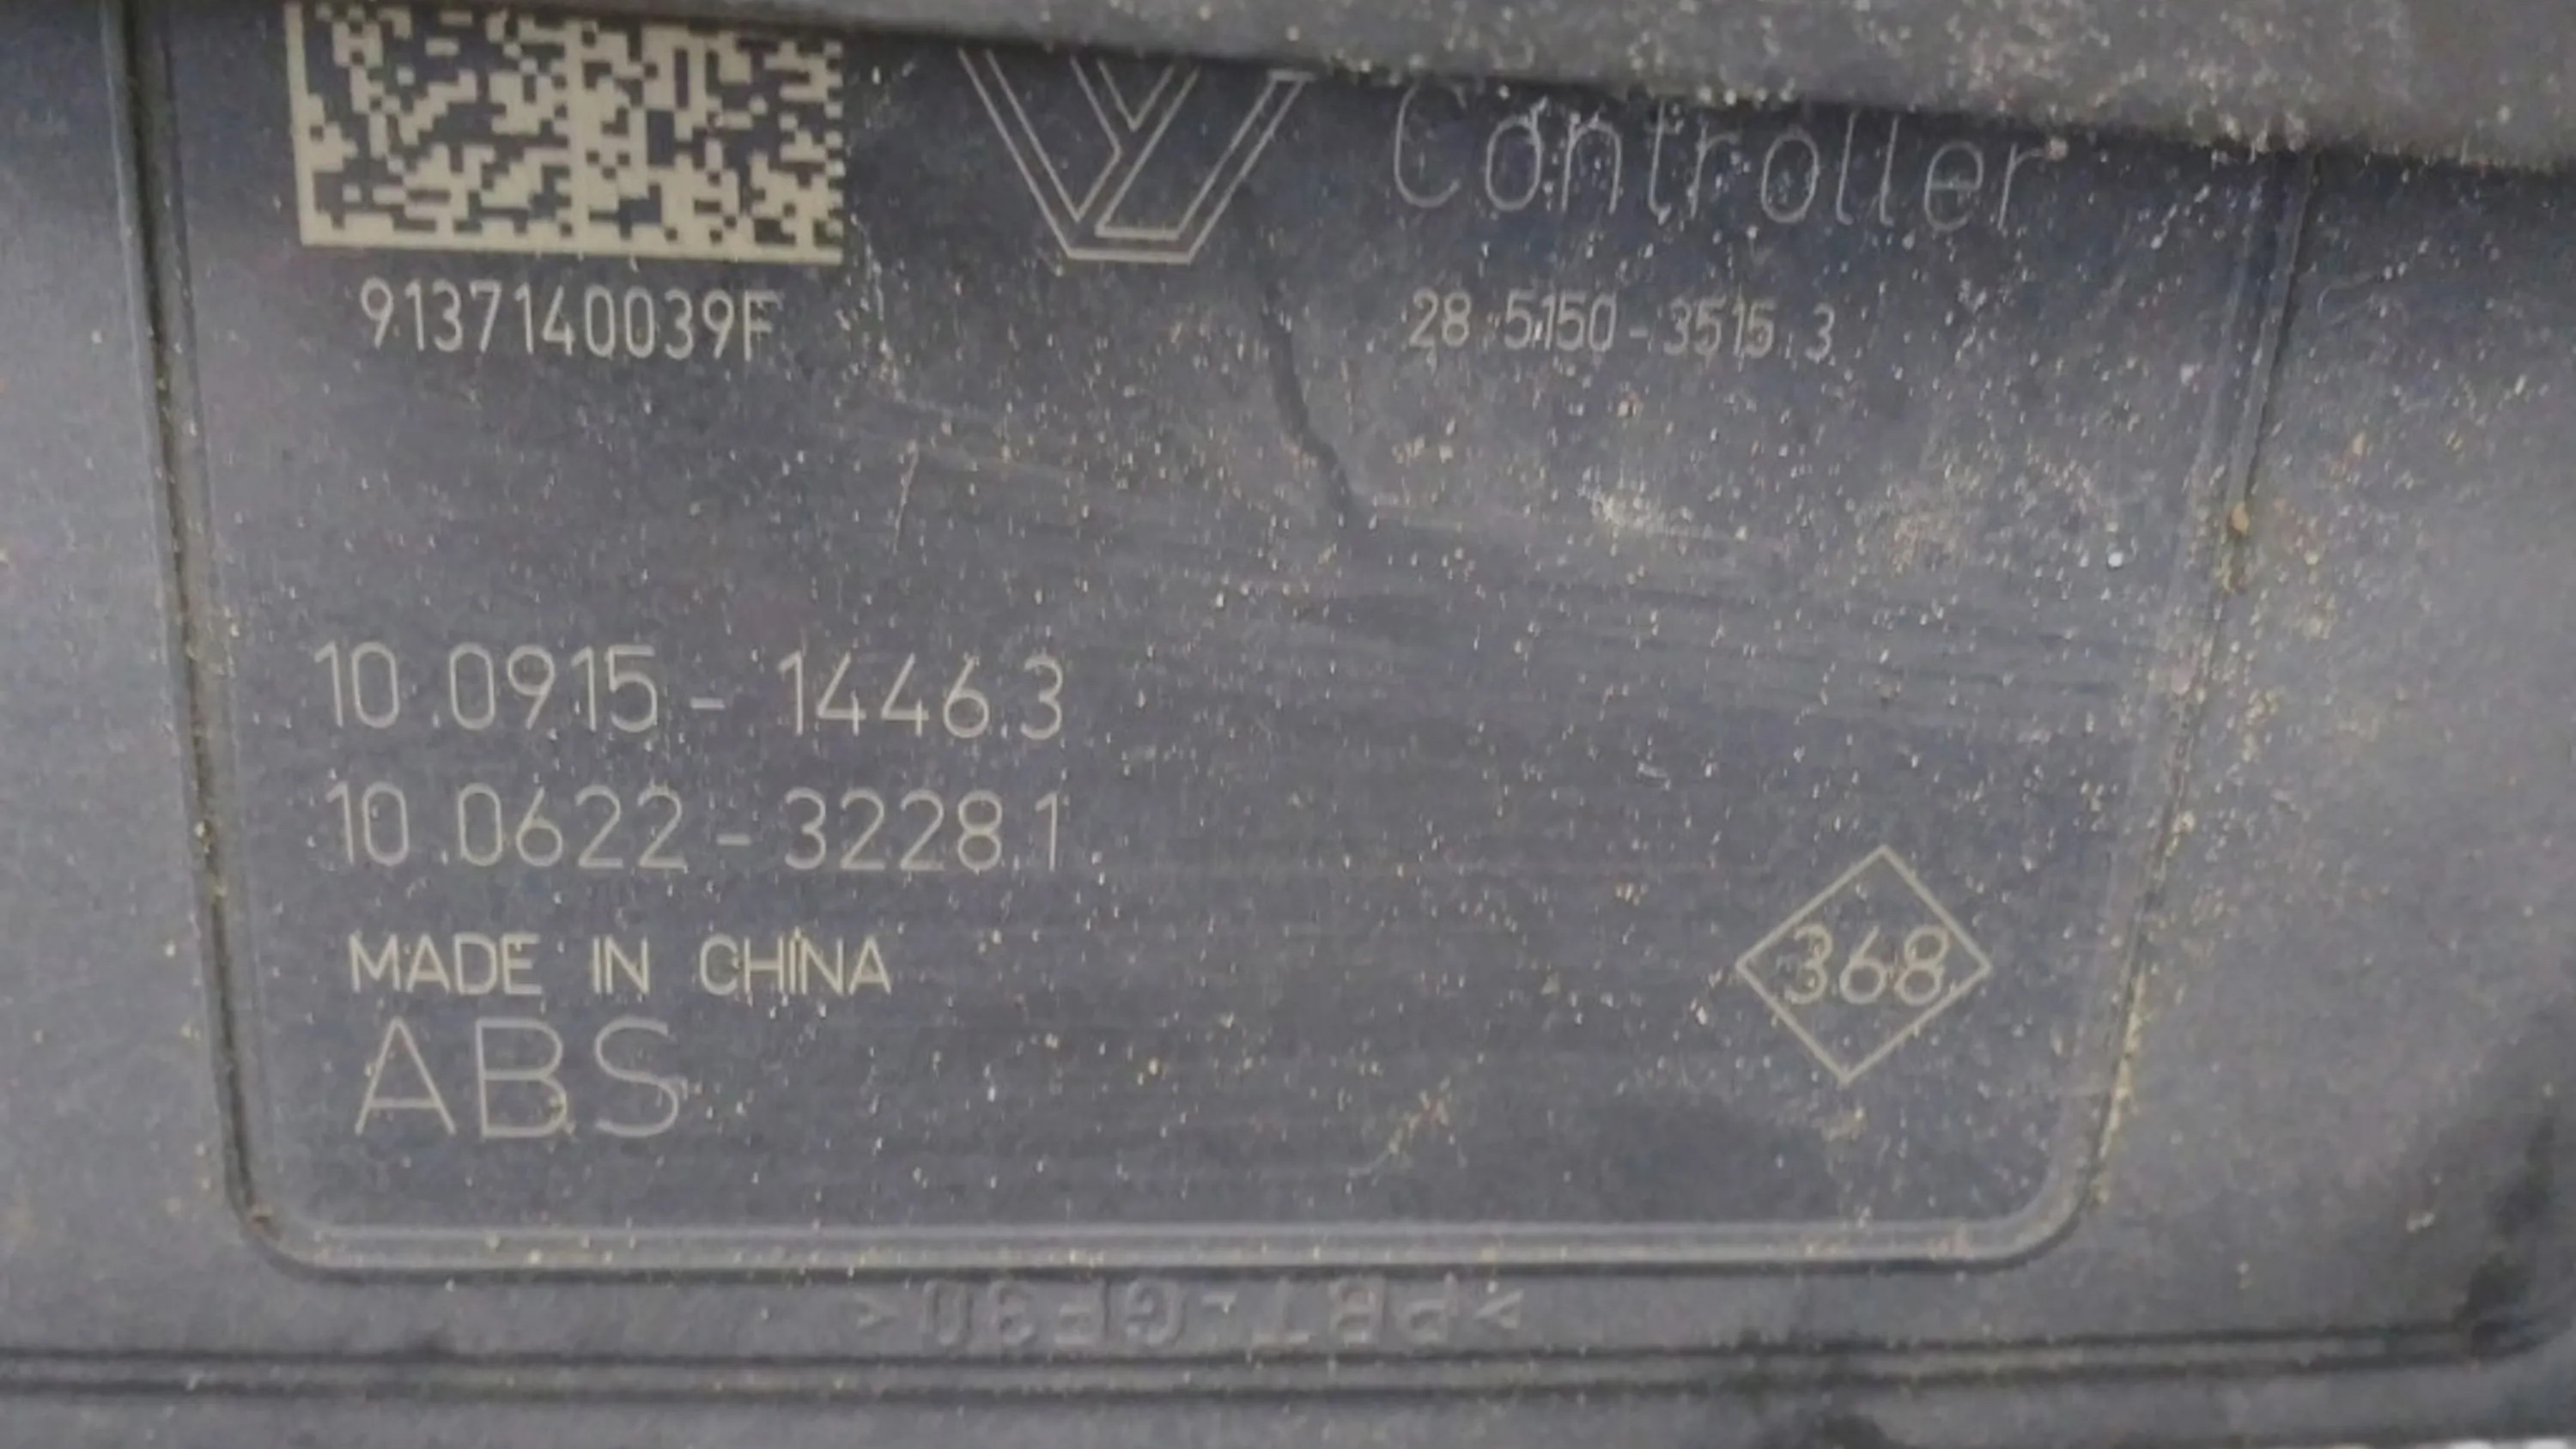 Controller
9137140039F
28.5150-3515.3
10.0915-1446.3
10.0622-3228.1
MADE IN CHINA
368
ABS
>PBT-GF30<